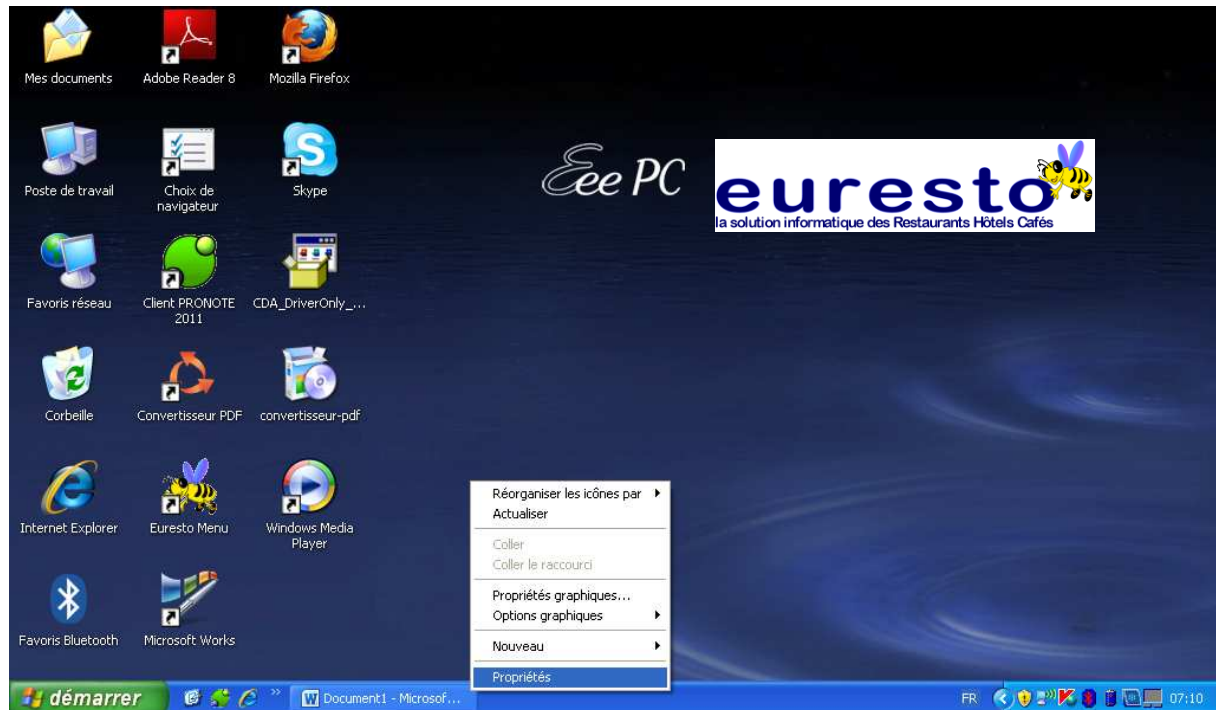 Mes documents
Adobe Reader 8
Mozilla Firefox
Poste de travail
Choix de
navigateur
Skype
Eee PC
euresto
la solution informatique des Restaurants Hôtels Cafés
Favoris réseau
Client PRONOTE
2011
CDA_DriverOnly_...
Corbeille
Convertisseur PDF
convertisseur-pdf
Internet Explorer
Euresto Menu
Windows Media
Player
Favoris Bluetooth
Microsoft Works
Réorganiser les icônes par
Actualiser
Coller
Coller le raccourci
Propriétés graphiques...
Options graphiques
Nouveau
Propriétés
démarrer
Document1 - Microsof...
FR
07:10